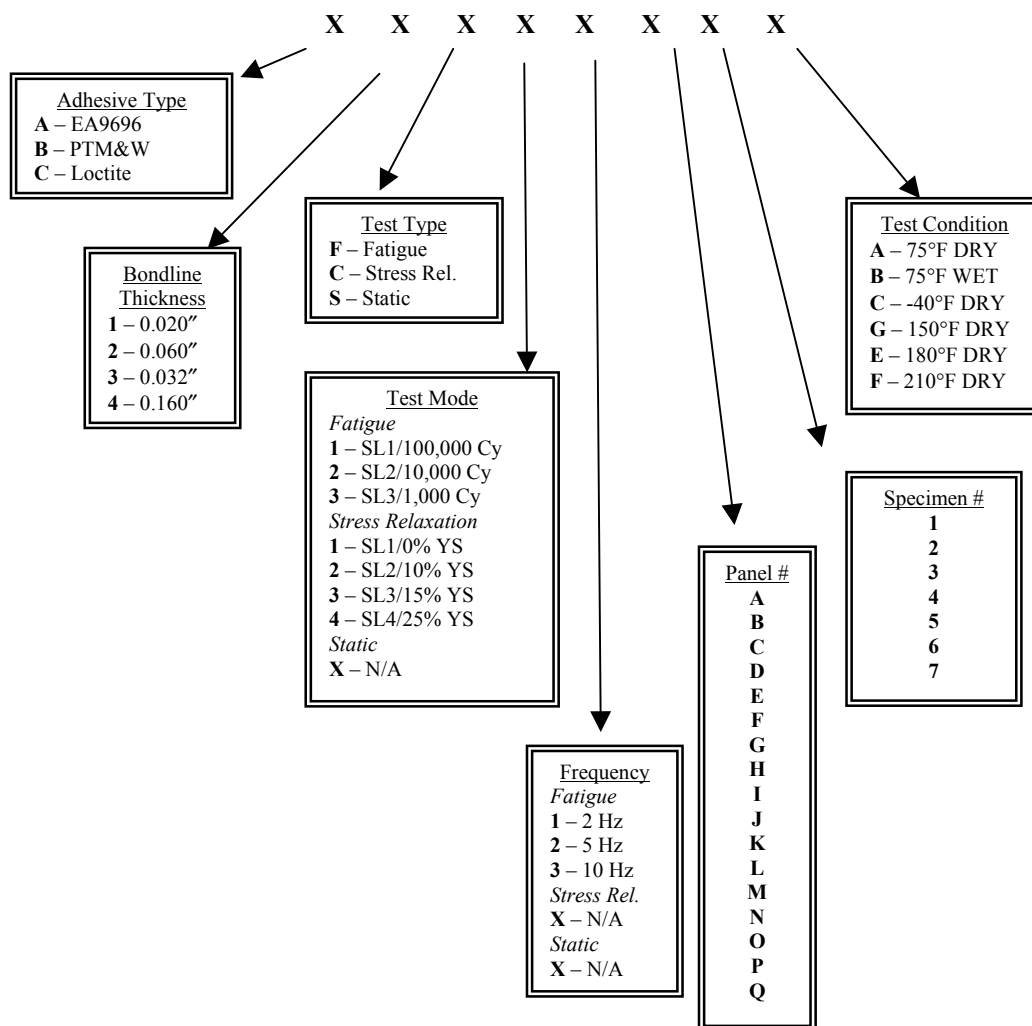 X X X X X X X X
Adhesive Type
A – EA9696
B – PTM&W
C – Loctite
Bondline
Thickness
1 – 0.020″
2 – 0.060″
3 – 0.032″
4 – 0.160″
Test Type
F – Fatigue
C – Stress Rel.
S – Static
Test Mode
Fatigue
1 – SL1/100,000 Cy
2 – SL2/10,000 Cy
3 – SL3/1,000 Cy
Stress Relaxation
1 – SL1/0% YS
2 – SL2/10% YS
3 – SL3/15% YS
4 – SL4/25% YS
Static
X – N/A
Frequency
Fatigue
1 – 2 Hz
2 – 5 Hz
3 – 10 Hz
Stress Rel.
X – N/A
Static
X – N/A
Panel #
A
B
C
D
E
F
G
H
I
J
K
L
M
N
O
P
Q
Specimen #
1
2
3
4
5
6
7
Test Condition
A – 75°F DRY
B – 75°F WET
C – -40°F DRY
G – 150°F DRY
E – 180°F DRY
F – 210°F DRY